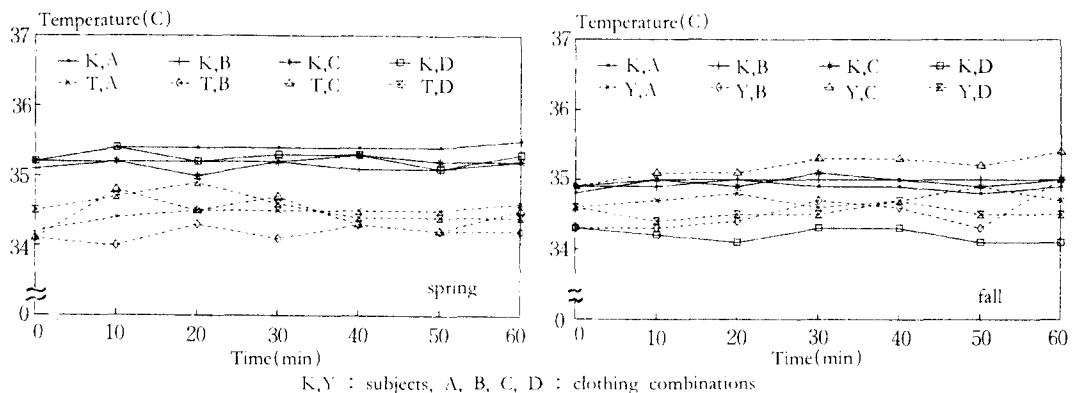 Temperature(C)
37
36
35
34
0
K,A K,B K,C K,D
T,A T,B T,C T,D
spring
0 10 20 30 40 50 60
Time(min)
Temperature(C)
37
36
35
34
0
K,A K,B K,C K,D
Y,A Y,B Y,C Y,D
fall
0 10 20 30 40 50 60
Time(min)
K,Y : subjects, A, B, C, D : clothing combinations